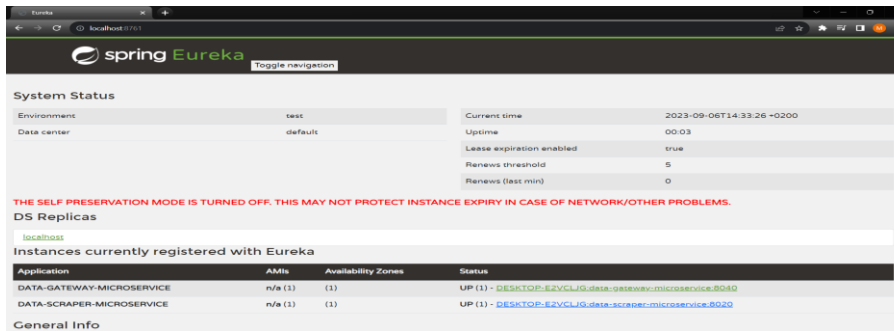 Eureka
localhost:8761
M
spring Eureka
Toggle navigation
System Status
Environment test
Data center default
Current time 2023-09-06T14:33:26 +0200
Uptime 00:03
Lease expiration enabled true
Renews threshold 5
Renews (last min) 0
THE SELF PRESERVATION MODE IS TURNED OFF. THIS MAY NOT PROTECT INSTANCE EXPIRY IN CASE OF NETWORK/OTHER PROBLEMS.
DS Replicas
localhost
Instances currently registered with Eureka
Application AMIs Availability Zones Status
DATA-GATEWAY-MICROSERVICE n/a (1) (1) UP (1) - DESKTOP-E2VCLJG:data-gateway-microservice:8040
DATA-SCRAPER-MICROSERVICE n/a (1) (1) UP (1) - DESKTOP-E2VCLJG:data-scraper-microservice:8020
General Info